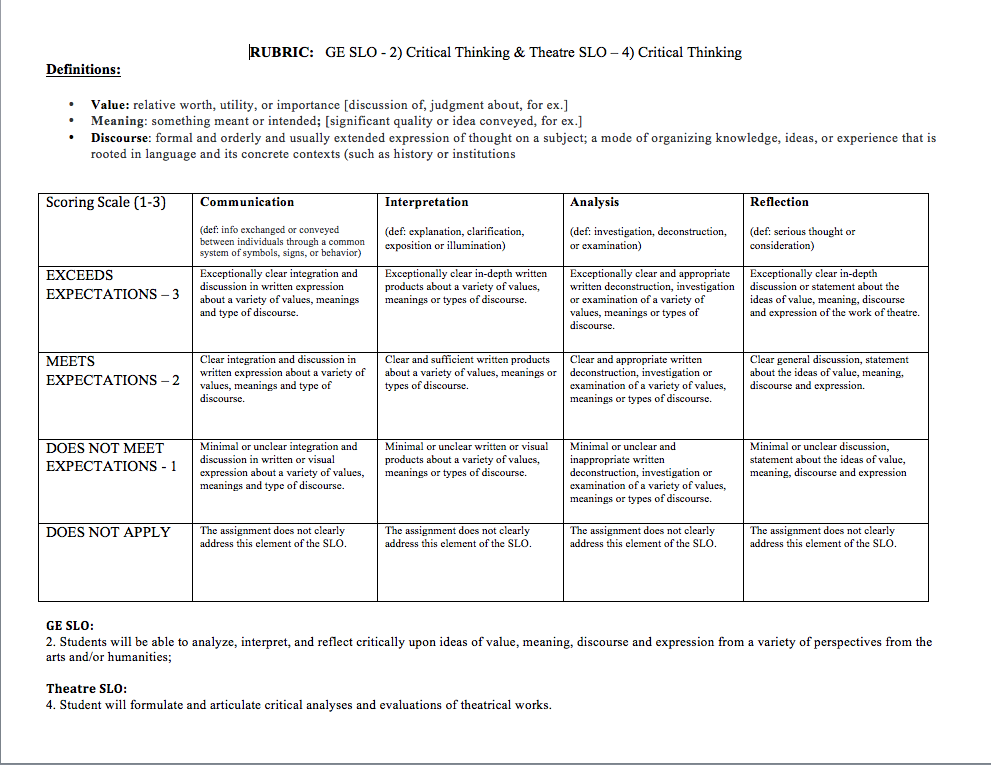 RUBRIC: GE SLO - 2) Critical Thinking & Theatre SLO – 4) Critical Thinking
Definitions:
• Value: relative worth, utility, or importance [discussion of, judgment about, for ex.]
• Meaning: something meant or intended; [significant quality or idea conveyed, for ex.]
• Discourse: formal and orderly and usually extended expression of thought on a subject; a mode of organizing knowledge, ideas, or experience that is
rooted in language and its concrete contexts (such as history or institutions
Scoring Scale (1-3)
Communication
(def: info exchanged or conveyed
between individuals through a common
system of symbols, signs, or behavior)
Interpretation
(def: explanation, clarification,
exposition or illumination)
Analysis
(def: investigation, deconstruction,
or examination)
Reflection
(def: serious thought or
consideration)
EXCEEDS
EXPECTATIONS – 3
Exceptionally clear integration and
discussion in written expression
about a variety of values, meanings
and type of discourse.
Exceptionally clear in-depth written
products about a variety of values,
meanings or types of discourse.
Exceptionally clear and appropriate
written deconstruction, investigation
or examination of a variety of
values, meanings or types of
discourse.
Exceptionally clear in-depth
discussion or statement about the
ideas of value, meaning, discourse
and expression of the work of theatre.
MEETS
EXPECTATIONS – 2
Clear integration and discussion in
written expression about a variety of
values, meanings and type of
discourse.
Clear and sufficient written products
about a variety of values, meanings or
types of discourse.
Clear and appropriate written
deconstruction, investigation or
examination of a variety of values,
meanings or types of discourse.
Clear general discussion, statement
about the ideas of value, meaning,
discourse and expression.
DOES NOT MEET
EXPECTATIONS - 1
Minimal or unclear integration and
discussion in written or visual
expression about a variety of values,
meanings and type of discourse.
Minimal or unclear written or visual
products about a variety of values,
meanings or types of discourse.
Minimal or unclear and
inappropriate written
deconstruction, investigation or
examination of a variety of values,
meanings or types of discourse.
Minimal or unclear discussion,
statement about the ideas of value,
meaning, discourse and expression
DOES NOT APPLY
The assignment does not clearly
address this element of the SLO.
The assignment does not clearly
address this element of the SLO.
The assignment does not clearly
address this element of the SLO.
The assignment does not clearly
address this element of the SLO.
GE SLO:
2. Students will be able to analyze, interpret, and reflect critically upon ideas of value, meaning, discourse and expression from a variety of perspectives from the
arts and/or humanities;
Theatre SLO:
4. Student will formulate and articulate critical analyses and evaluations of theatrical works.